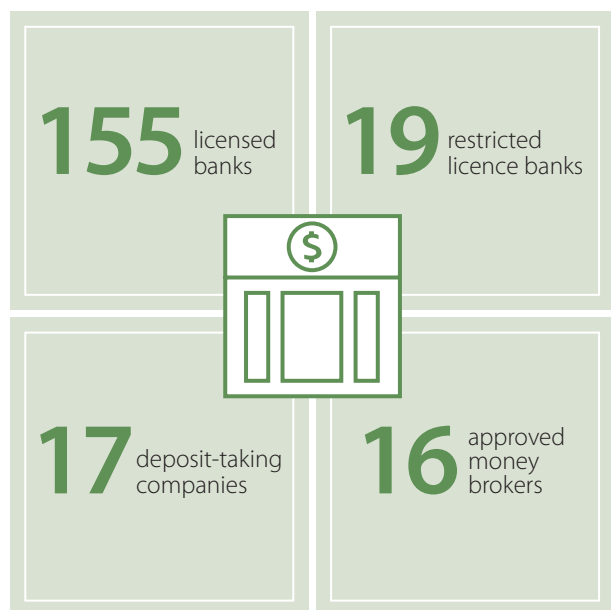 155 licensed
banks
19 restricted
licence banks
$
17 deposit-taking
companies
16 approved
money
brokers